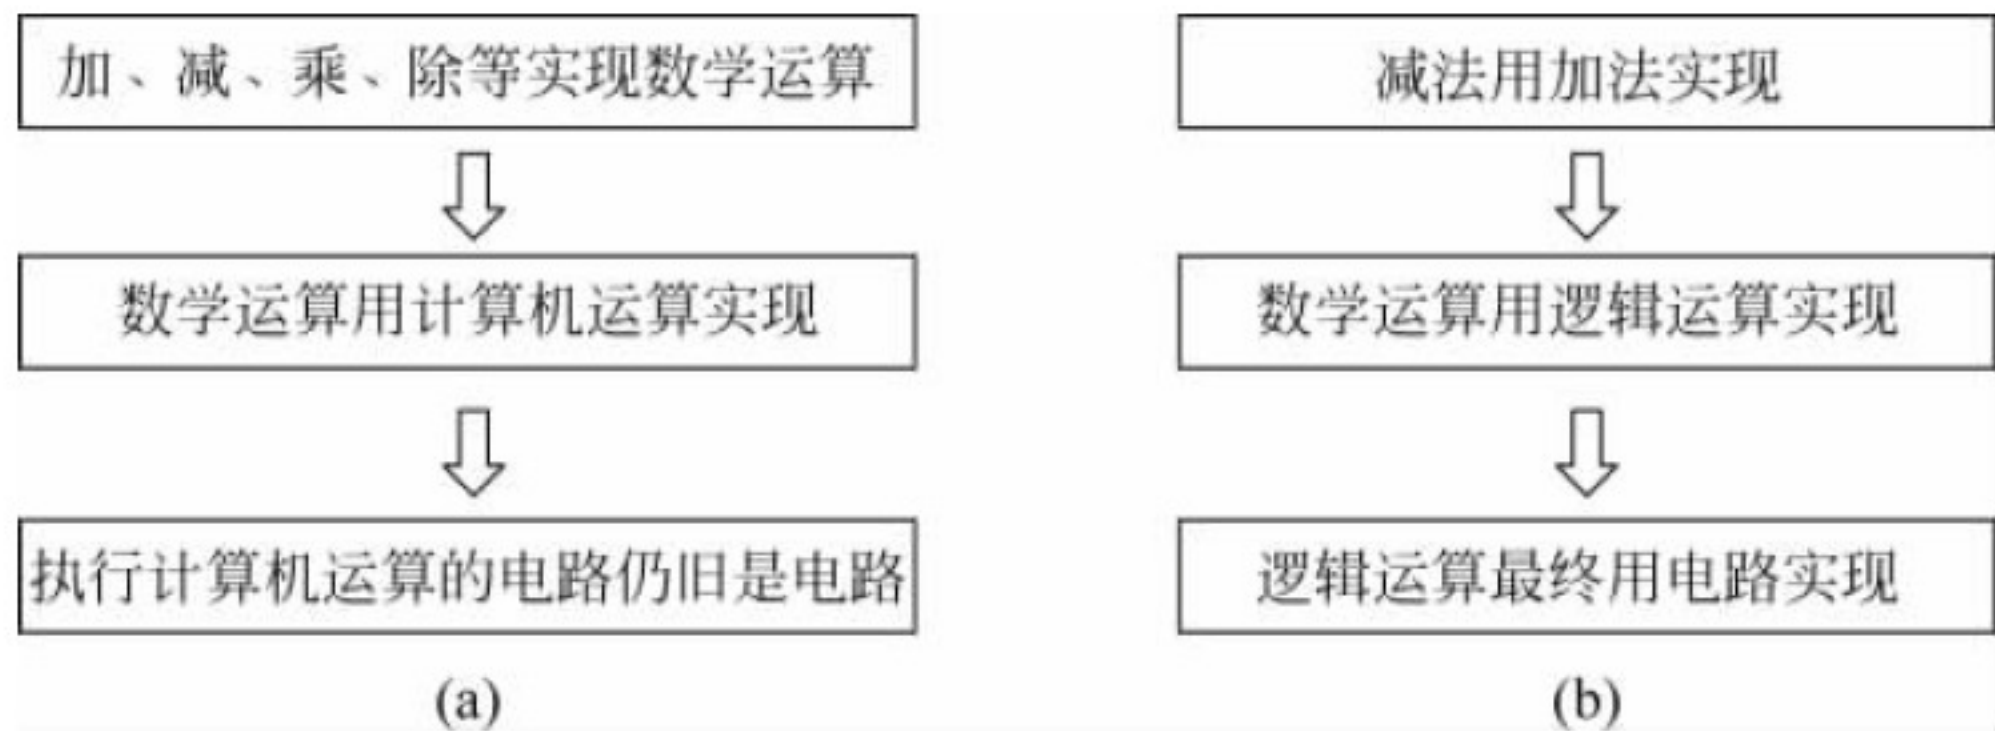 加、减、乘、除等实现数学运算
数学运算用计算机运算实现
执行计算机运算的电路仍旧是电路
(a)
减法用加法实现
数学运算用逻辑运算实现
逻辑运算最终用电路实现
(b)